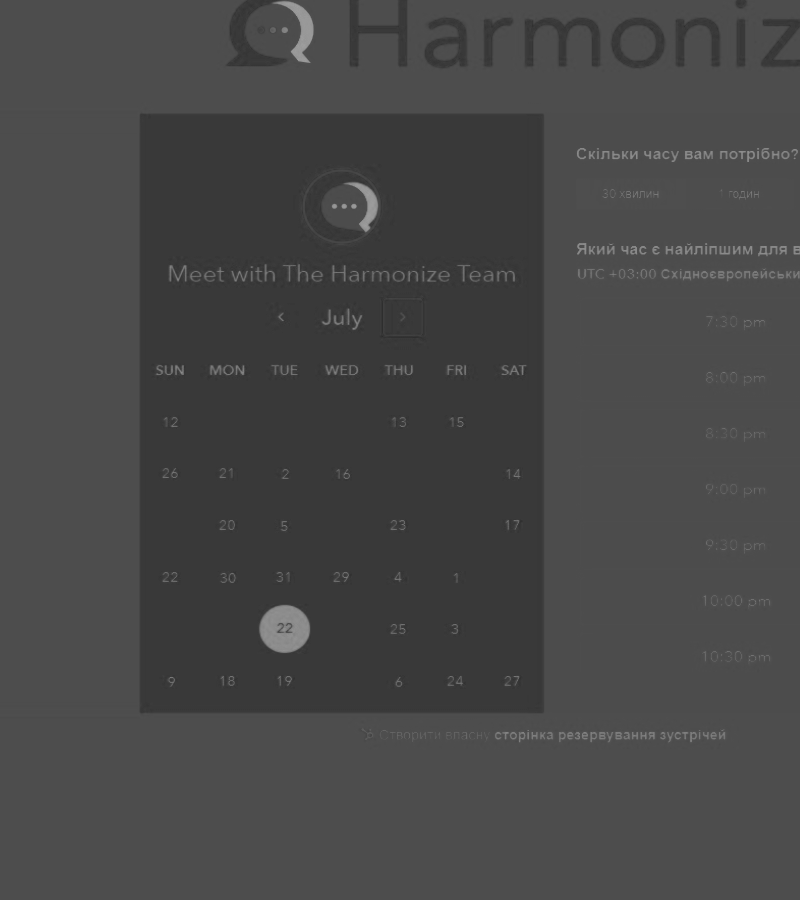 Harmoniz
Meet with The Harmonize Team
July
SUN MON TUE WED THU FRI SAT
12 13 15
26 21 2 16 14
20 5 23 17
22 30 31 29 4 1
22 25 3
9 18 19 6 24 27
Скільки часу вам потрібно?
30 хвилин 1 годин
Який час є найліпшим для в
UTC +03:00 Східноєвропейськи
7:30 pm
8:00 pm
8:30 pm
9:00 pm
9:30 pm
10:00 pm
10:30 pm
Створити власну сторінка резервування зустрічей